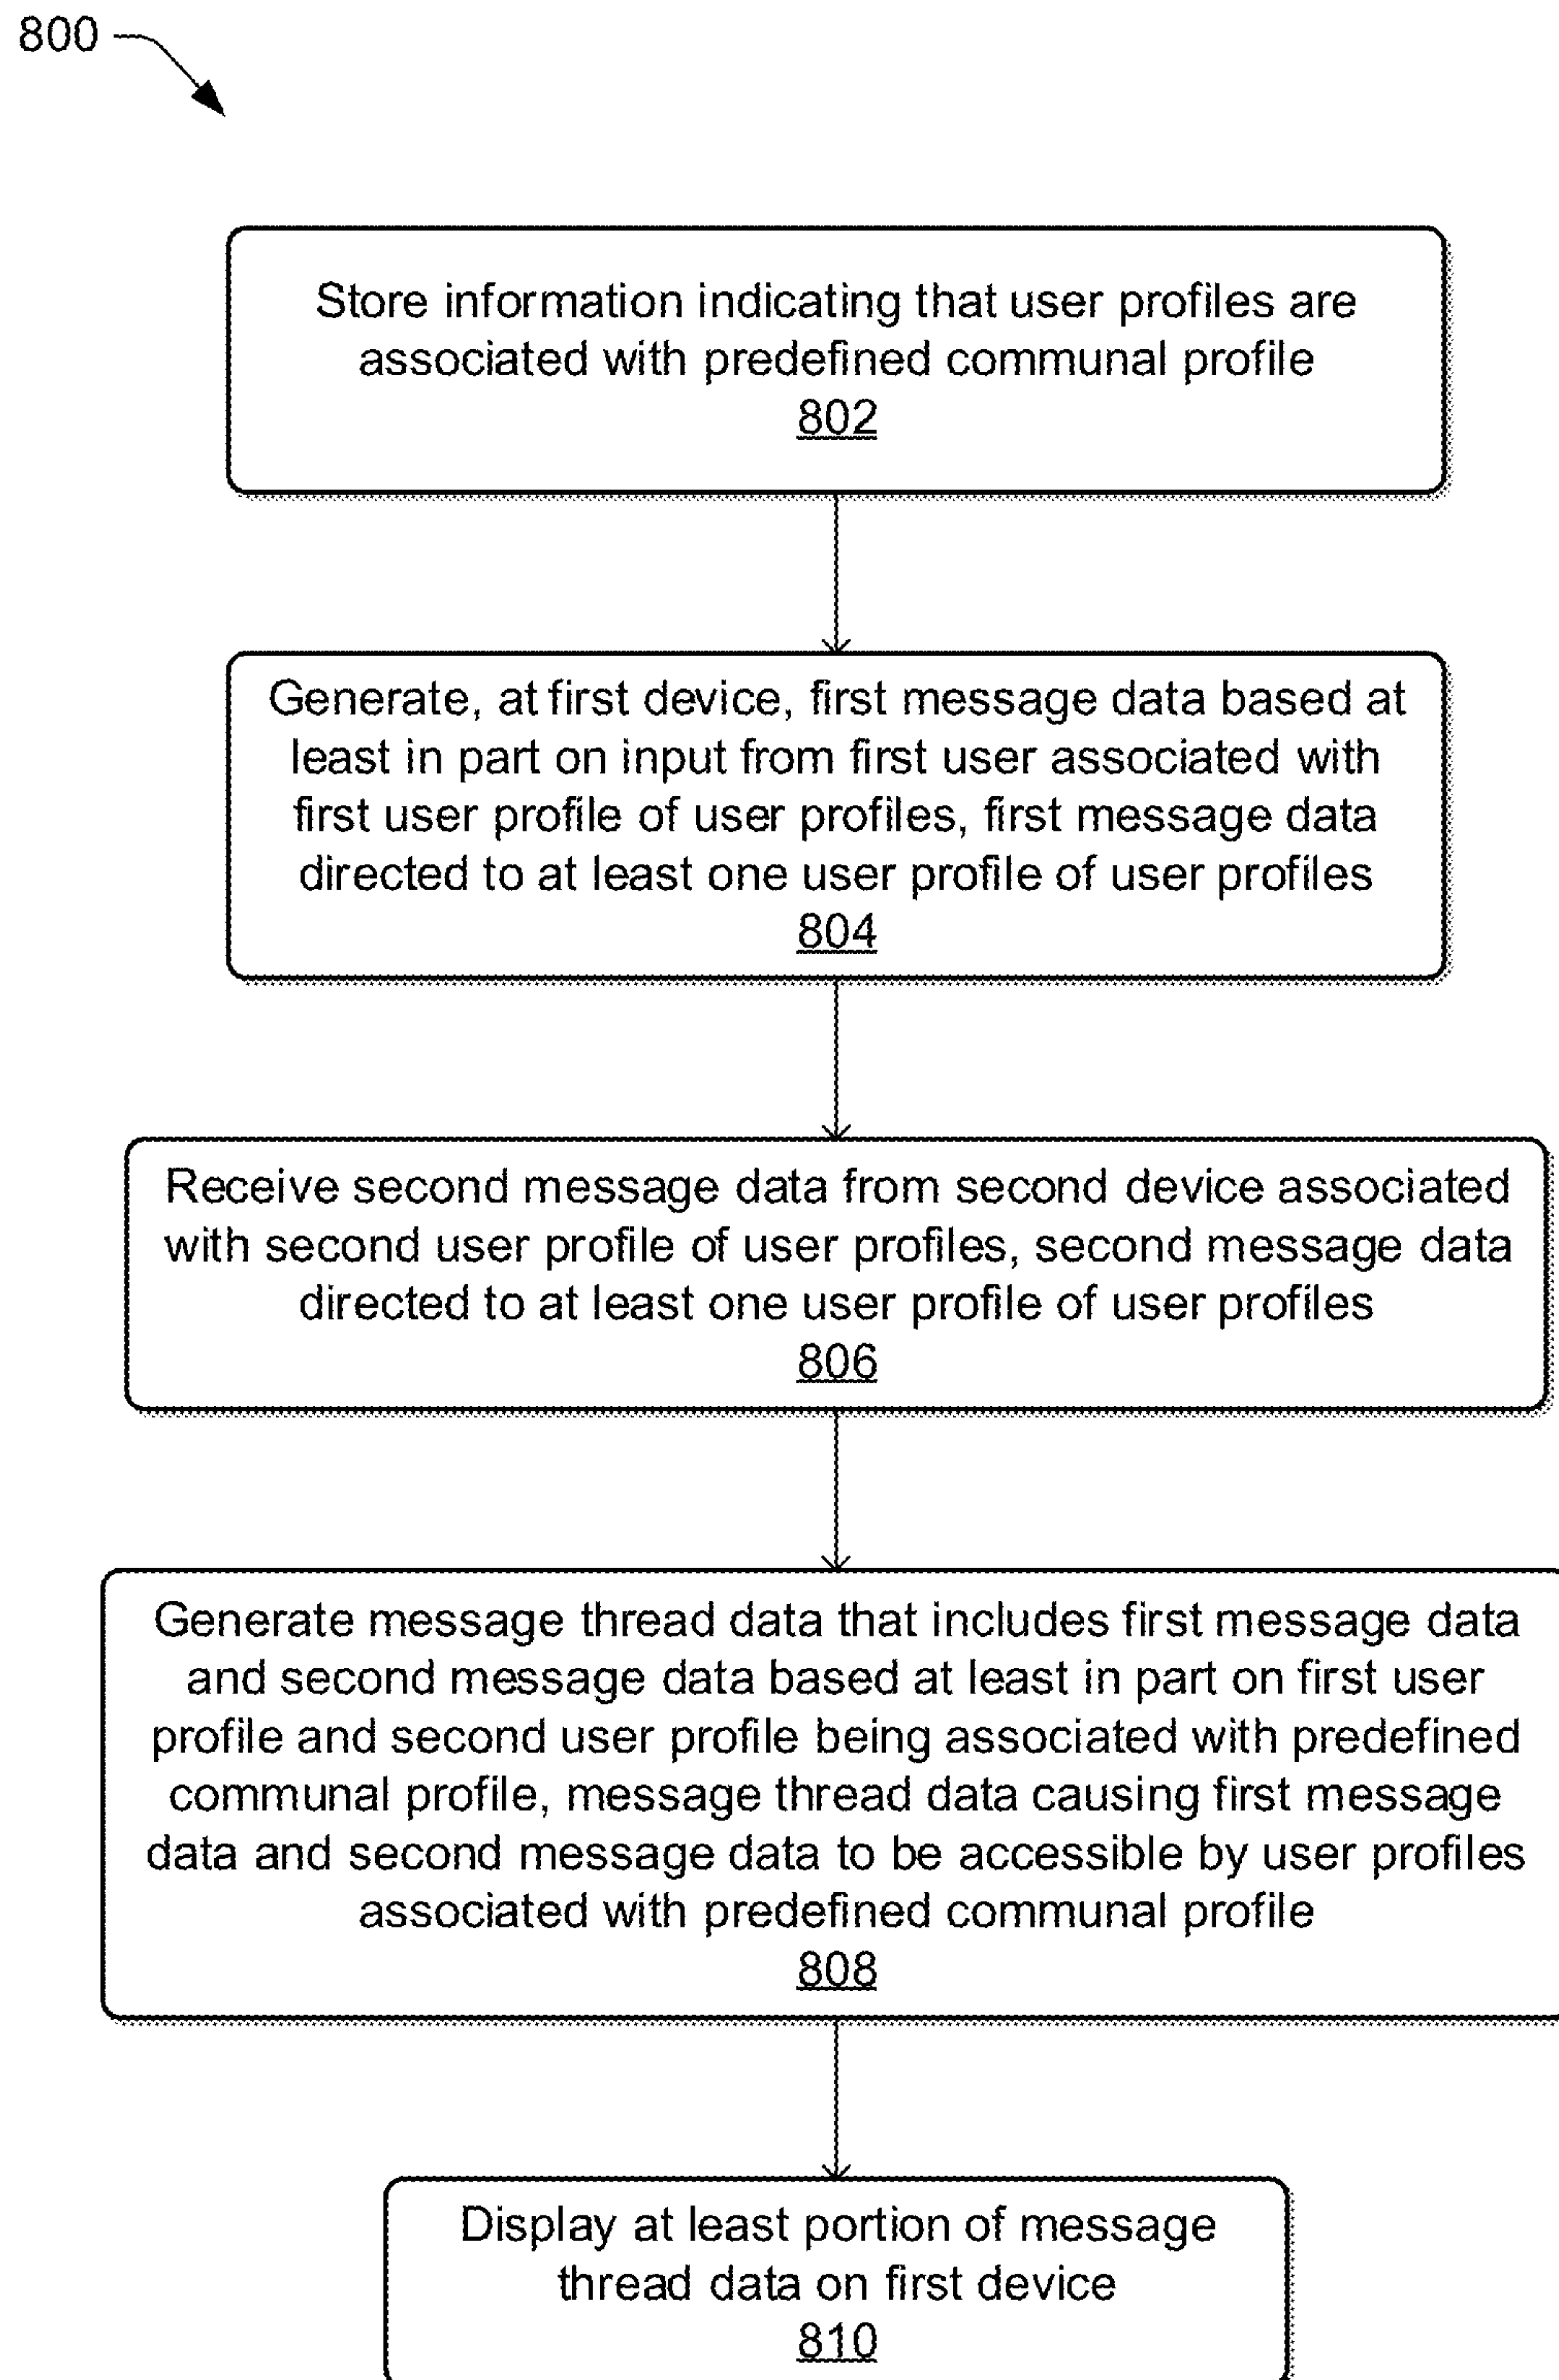 800
Store information indicating that user profiles are
associated with predefined communal profile
802
Generate, at first device, first message data based at
least in part on input from first user associated with
first user profile of user profiles, first message data
directed to at least one user profile of user profiles
804
Receive second message data from second device associated
with second user profile of user profiles, second message data
directed to at least one user profile of user profiles
806
Generate message thread data that includes first message data
and second message data based at least in part on first user
profile and second user profile being associated with predefined
communal profile, message thread data causing first message
data and second message data to be accessible by user profiles
associated with predefined communal profile
808
Display at least portion of message
thread data on first device
810